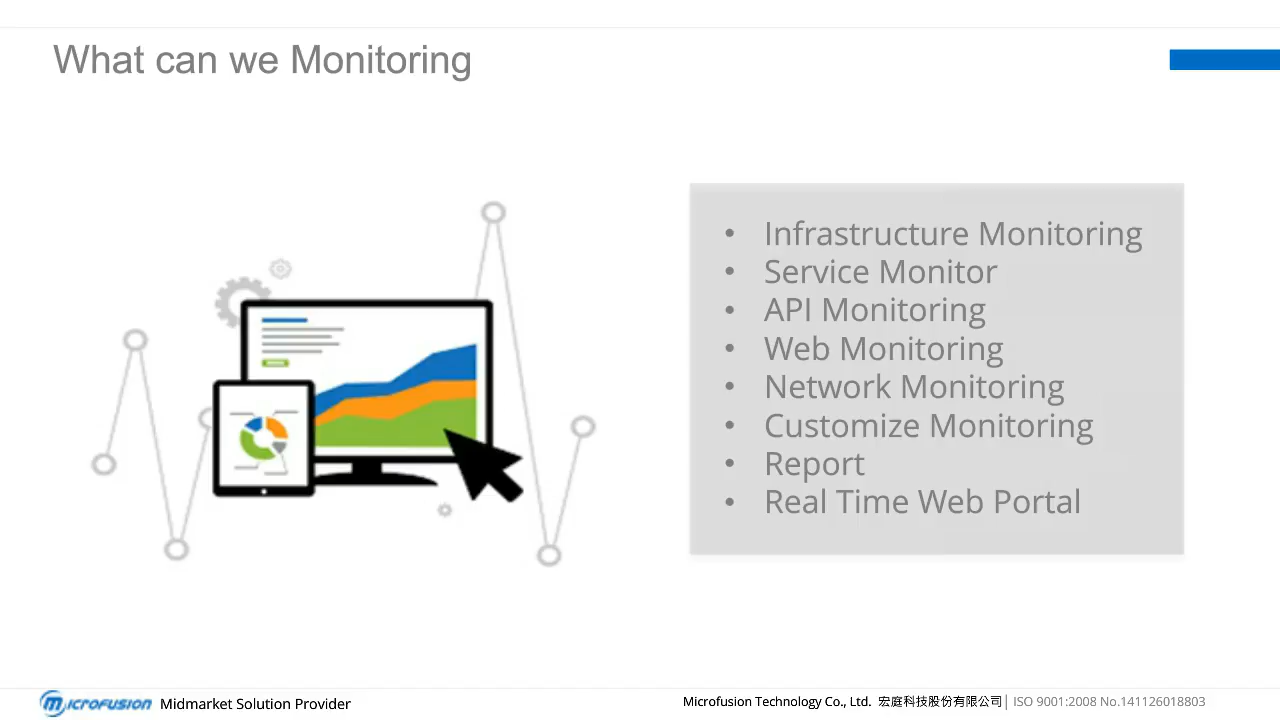 What can we Monitoring
• Infrastructure Monitoring
• Service Monitor
• API Monitoring
• Web Monitoring
• Network Monitoring
• Customize Monitoring
• Report
• Real Time Web Portal
Microfusion Midmarket Solution Provider
Microfusion Technology Co., Ltd. 宏庭科技股份有限公司│ ISO 9001:2008 No.141126018803